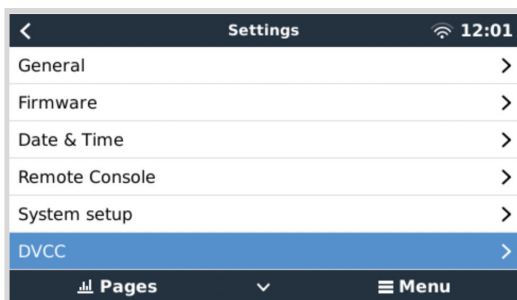 Settings 12:01
General
Firmware
Date & Time
Remote Console
System setup
DVCC
Pages Menu